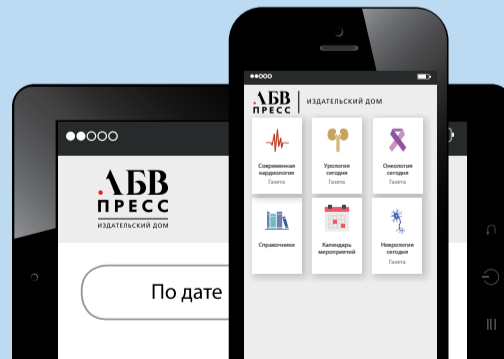 АБВ
ПРЕСС
ИЗДАТЕЛЬСКИЙ ДОМ
По дате
АБВ
ПРЕСС
ИЗДАТЕЛЬСКИЙ ДОМ
Современная
кардиология
Газета
Урология
сегодня
Газета
Онкология
сегодня
Газета
Справочники
Календарь
мероприятий
Неврология
сегодня
Газета